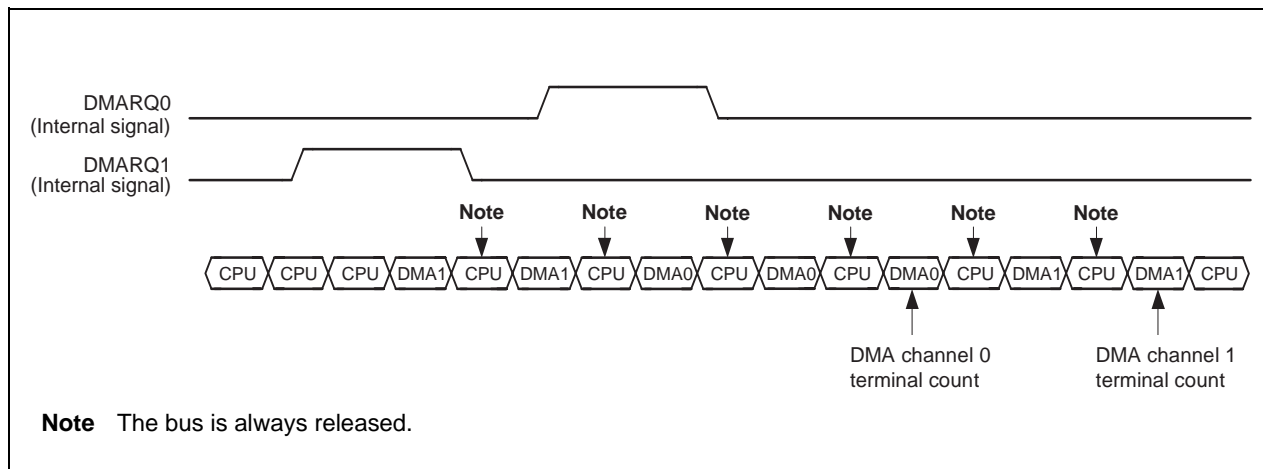 DMARQ0
(Internal signal)
DMARQ1
(Internal signal)
Note Note Note Note Note Note
CPU CPU CPU DMA1 CPU DMA1 CPU DMA0 CPU DMA0 CPU DMA0 CPU DMA1 CPU DMA1 CPU
DMA channel 0
terminal count
DMA channel 1
terminal count
Note The bus is always released.